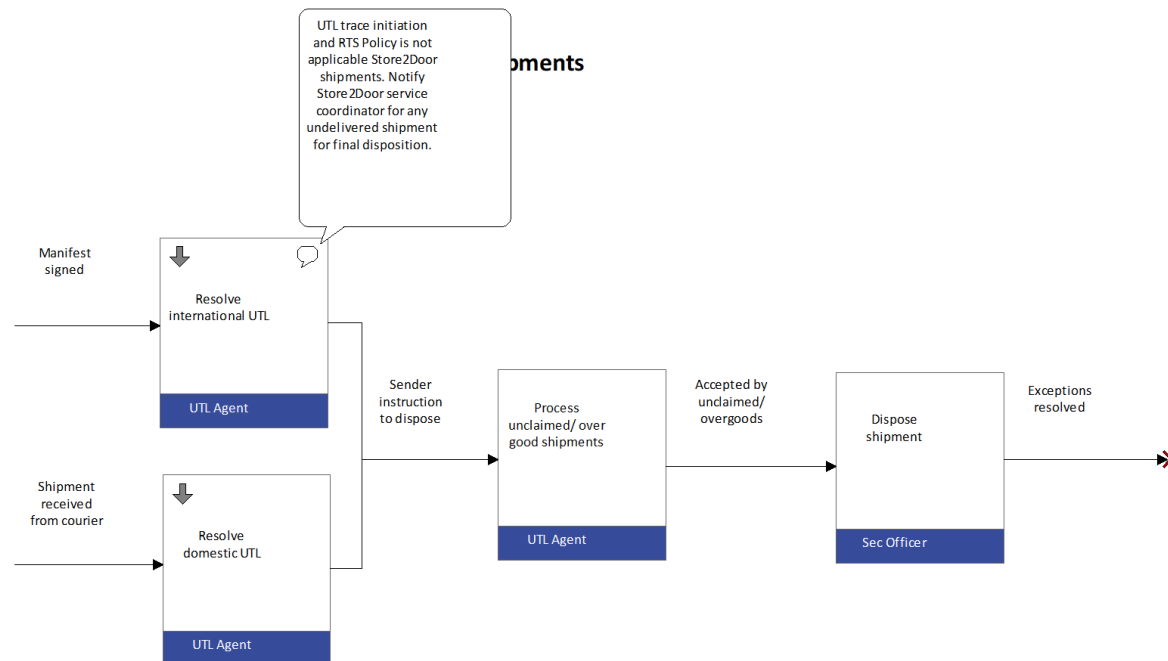 UTL trace initiation
and RTS Policy is not
applicable Store2Door
shipments. Notify
Store2Door service
coordinator for any
undelivered shipment
for final disposition.
pments
Manifest
signed
Resolve
international UTL
UTL Agent
Shipment
received
from courier
Resolve
domestic UTL
UTL Agent
Sender
instruction
to dispose
Process
unclaimed/ over
good shipments
UTL Agent
Accepted by
unclaimed/
overgoods
Dispose
shipment
Sec Officer
Exceptions
resolved